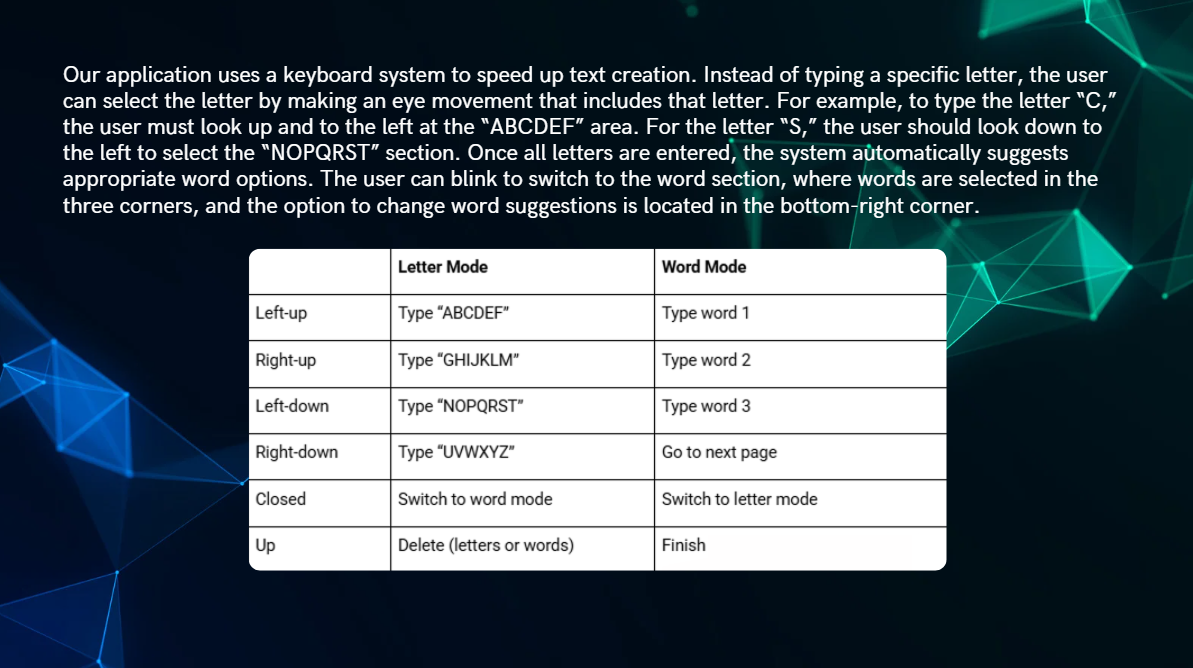 Our application uses a keyboard system to speed up text creation. Instead of typing a specific letter, the user
can select the letter by making an eye movement that includes that letter. For example, to type the letter “C,”
the user must look up and to the left at the “ABCDEF” area. For the letter “S,” the user should look down to
the left to select the “NOPQRST” section. Once all letters are entered, the system automatically suggests
appropriate word options. The user can blink to switch to the word section, where words are selected in the
three corners, and the option to change word suggestions is located in the bottom-right corner.
Letter Mode Word Mode
Left-up Type “ABCDEF” Type word 1
Right-up Type “GHIJKLM” Type word 2
Left-down Type “NOPQRST” Type word 3
Right-down Type “UVWXYZ” Go to next page
Closed Switch to word mode Switch to letter mode
Up Delete (letters or words) Finish